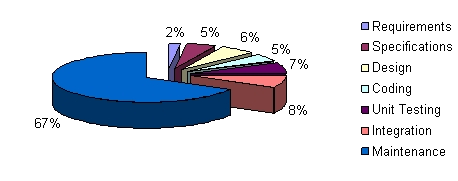 2%
5%
6%
5%
7%
8%
67%
Requirements
Specifications
Design
Coding
Unit Testing
Integration
Maintenance